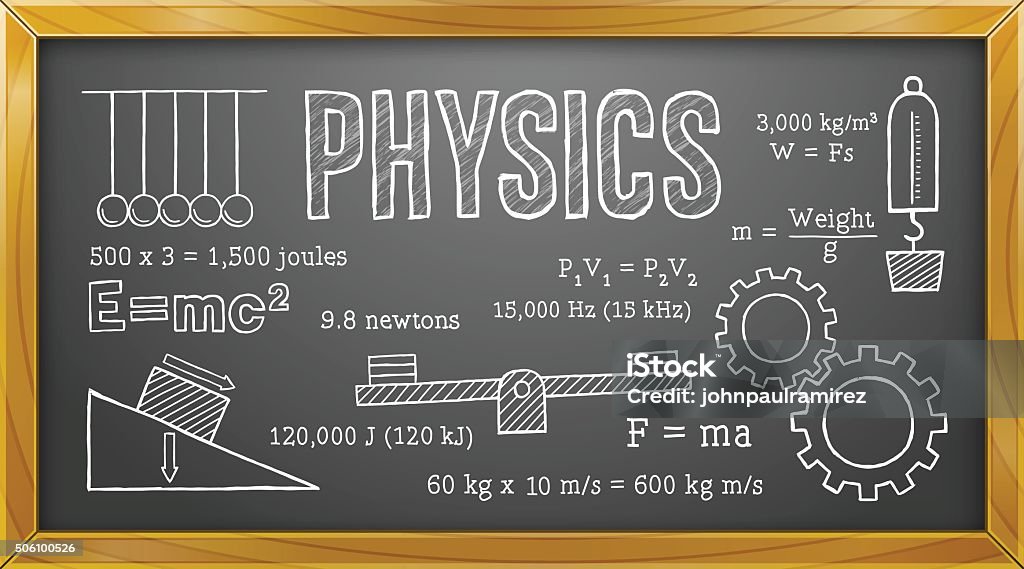 PHYSICS
3,000 kg/m³
W = Fs
m = Weight
g
500 x 3 = 1,500 joules
E=mc²
P₁V₁ = P₂V₂
15,000 Hz (15 kHz)
9.8 newtons
iStock™
Credit: johnpaulramirez
120,000 J (120 kJ)
F = ma
60 kg x 10 m/s = 600 kg m/s
506100526